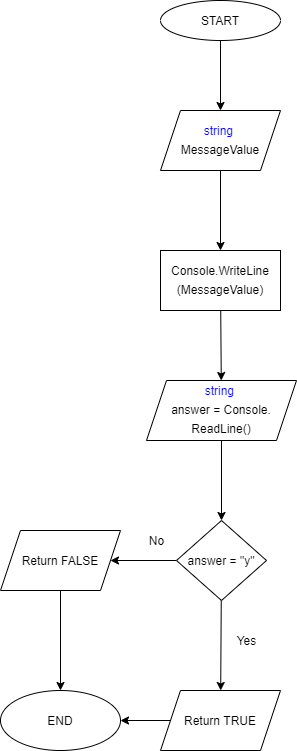 START
string
MessageValue
Console.WriteLine
(MessageValue)
string
answer = Console.
ReadLine()
No
Return FALSE
answer = "y"
Yes
END
Return TRUE